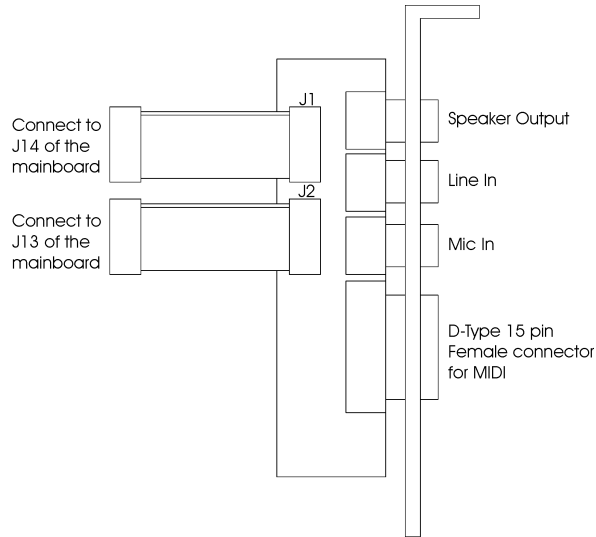 J1
Connect to
J14 of the
mainboard
Speaker Output
Line In
J2
Connect to
J13 of the
mainboard
Mic In
D-Type 15 pin
Female connector
for MIDI